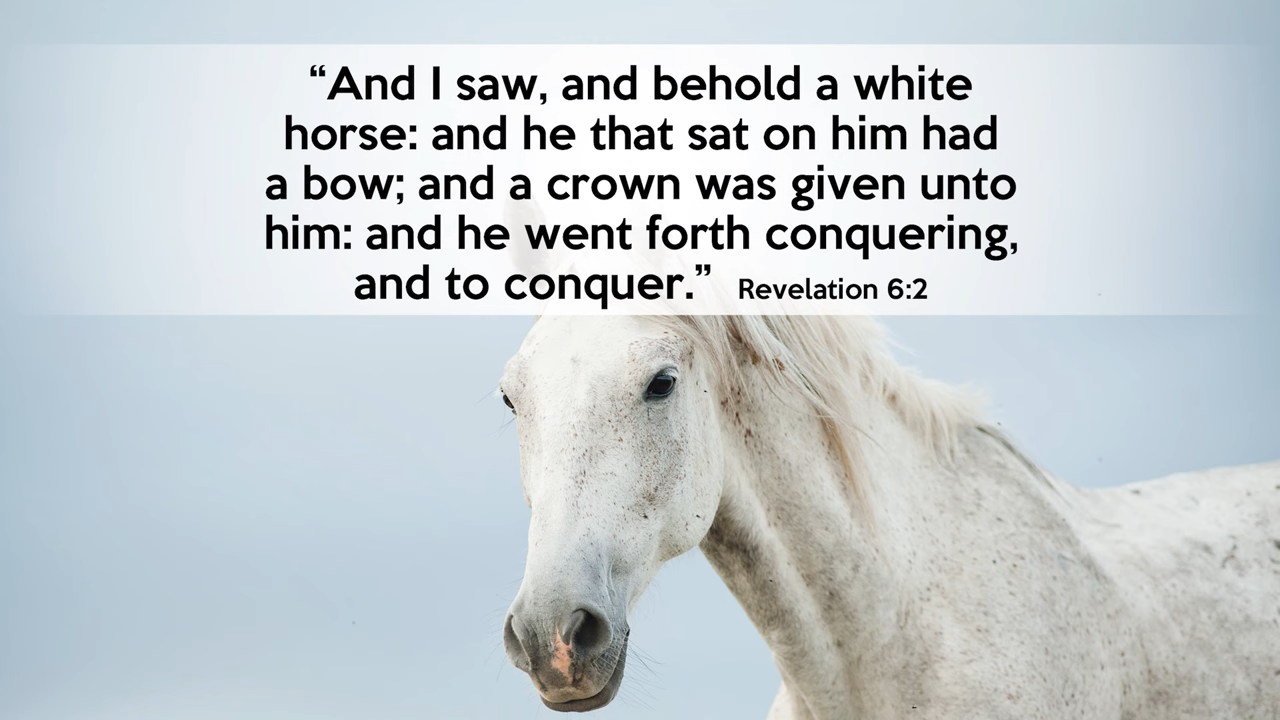 “And I saw, and behold a white
horse: and he that sat on him had
a bow; and a crown was given unto
him: and he went forth conquering,
and to conquer.” Revelation 6:2